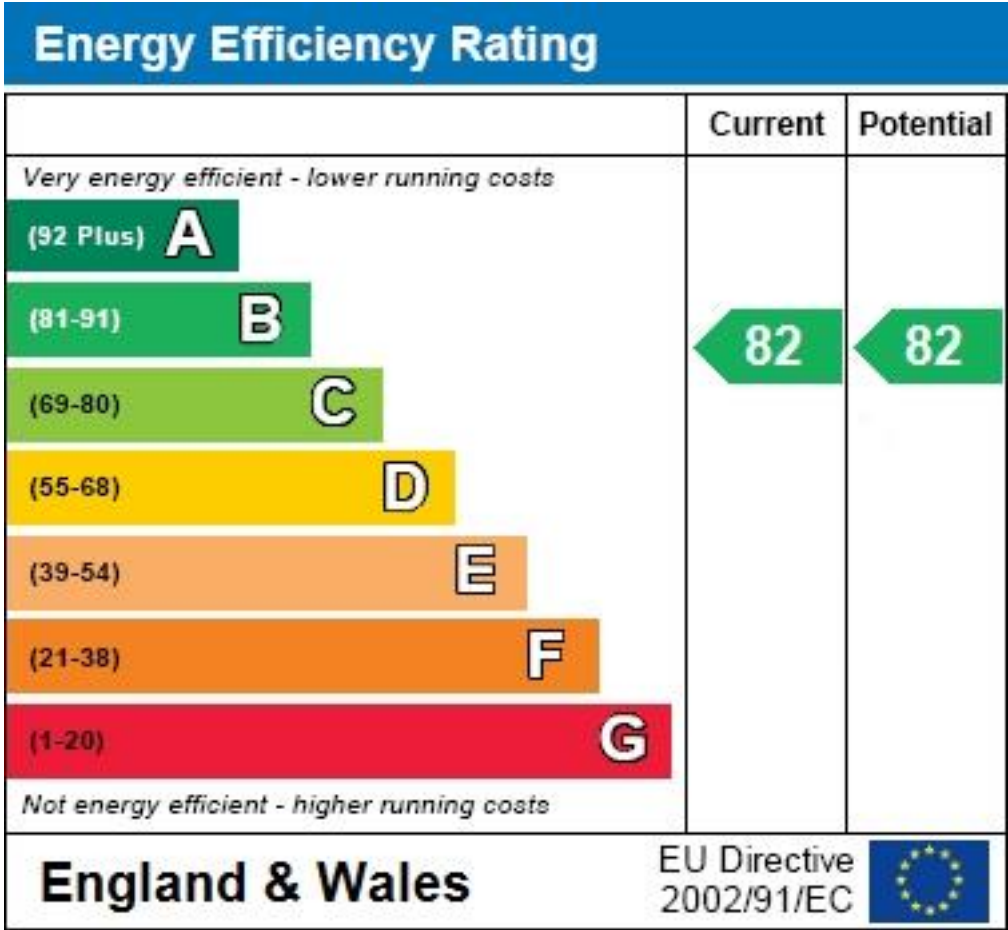 Energy Efficiency Rating
Current Potential
Very energy efficient - lower running costs
(92 Plus) A
(81-91) B
82 82
(69-80) C
(55-68) D
(39-54) E
(21-38) F
(1-20) G
Not energy efficient - higher running costs
England & Wales
EU Directive
2002/91/EC